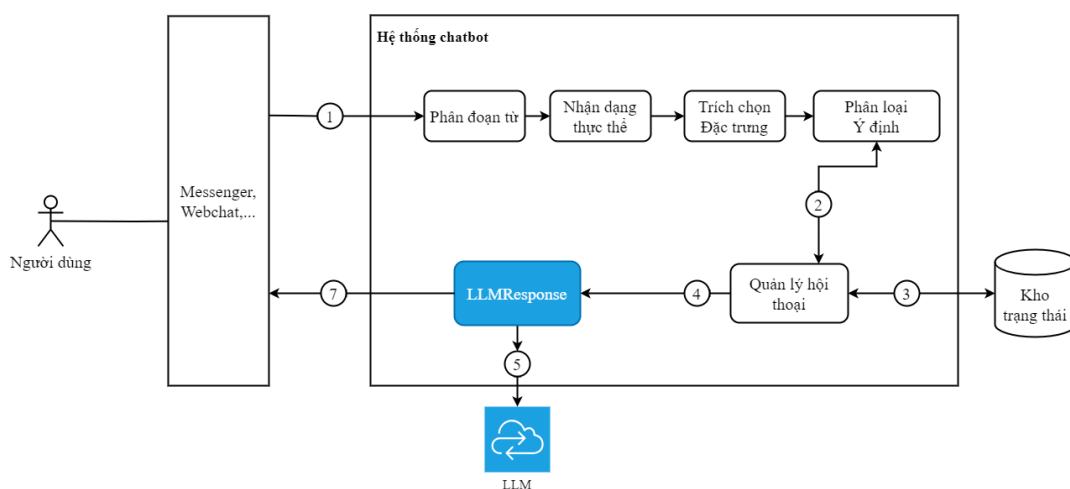 Hệ thống chatbot
1
Phân đoạn từ
Nhận dạng
thực thể
Trích chọn
Đặc trưng
Phân loại
Ý định
Messenger,
Webchat,...
2
Người dùng
7
LLMResponse
4
Quản lý hội
thoại
3
Kho
trạng thái
5
LLM